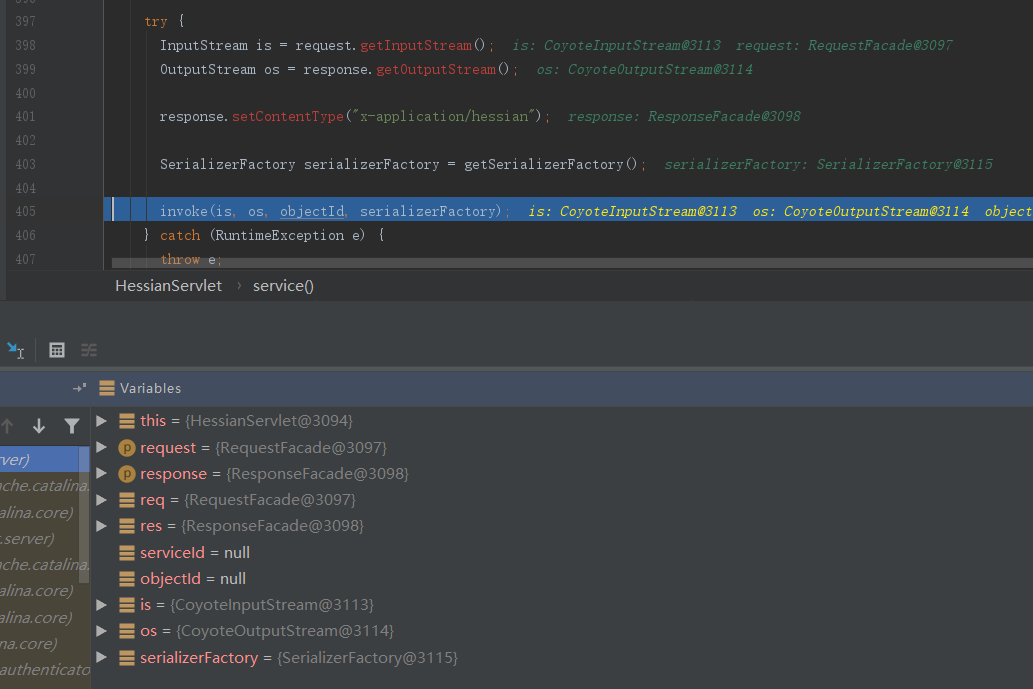 397 try {
398 InputStream is = request.getInputStream(); is: CoyoteInputStream@3113 request: RequestFacade@3097
399 OutputStream os = response.getOutputStream(); os: CoyoteOutputStream@3114
400
401 response.setContentType("x-application/hessian"); response: ResponseFacade@3098
402
403 SerializerFactory serializerFactory = getSerializerFactory(); serializerFactory: SerializerFactory@3115
404
405 invoke(is, os, objectId, serializerFactory); is: CoyoteInputStream@3113 os: CoyoteOutputStream@3114 object
406 } catch (RuntimeException e) {
407 throw e;
HessianServlet › service()
Variables
this = {HessianServlet@3094}
request = {RequestFacade@3097}
response = {ResponseFacade@3098}
req = {RequestFacade@3097}
res = {ResponseFacade@3098}
serviceId = null
objectId = null
is = {CoyoteInputStream@3113}
os = {CoyoteOutputStream@3114}
serializerFactory = {SerializerFactory@3115}
ver)
che.catalina.
alina.core)
.server)
che.catalina
alina.core)
alina.core)
na.core)
authenticato